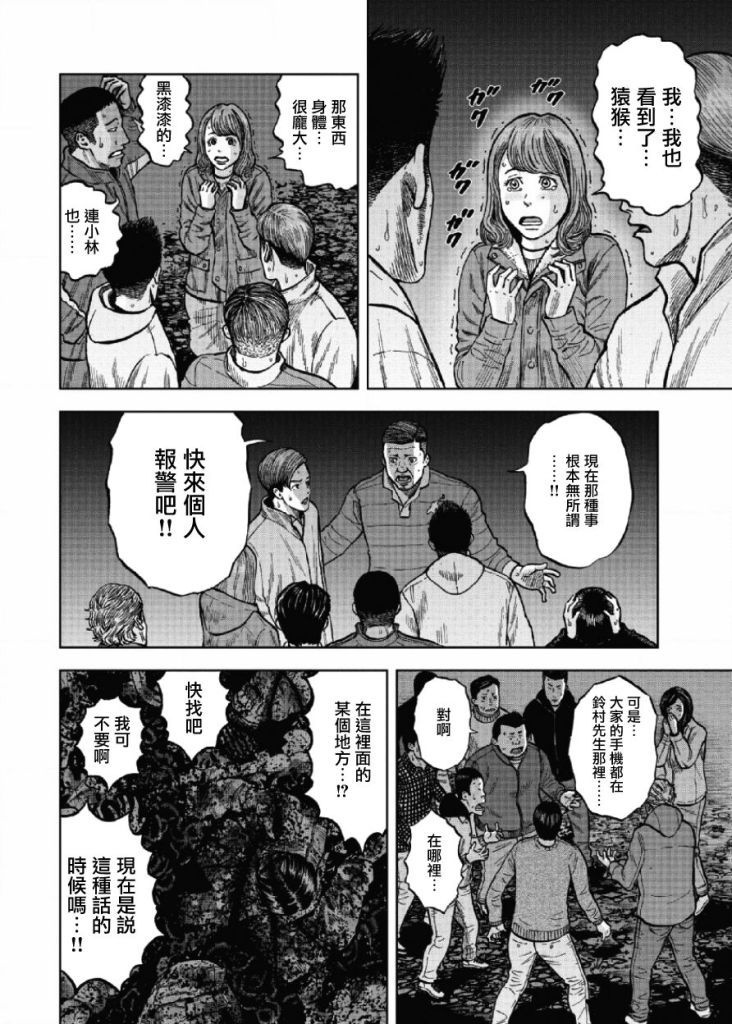 我…我也
看到了…
猿猴…
ガク
ガク
ガク
ガク
那東西
身體…
很龐大…
黑漆漆的…
連小林
也……
現在那種事
根本無所謂
……!!
快來個人
報警吧!!
可是…
大家的手機都在
鈴村先生那裡……
對啊
在哪裡…
在這裡面的
某個地方…!?
快找吧
我可
不要啊
現在是說
這種話的
時候嗎…!!